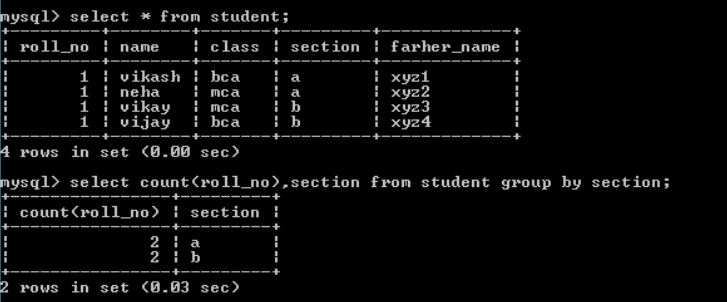 mysql> select * from student;
+---------+--------+-------+---------+-------------+
| roll_no | name | class | section | farher_name |
+---------+--------+-------+---------+-------------+
| 1 | vikash | bca | a | xyz1 |
| 1 | neha | mca | a | xyz2 |
| 1 | vikay | mca | b | xyz3 |
| 1 | vijay | bca | b | xyz4 |
+---------+--------+-------+---------+-------------+
4 rows in set (0.00 sec)
mysql> select count(roll_no),section from student group by section;
+----------------+---------+
| count(roll_no) | section |
+----------------+---------+
| 2 | a |
| 2 | b |
+----------------+---------+
2 rows in set (0.03 sec)